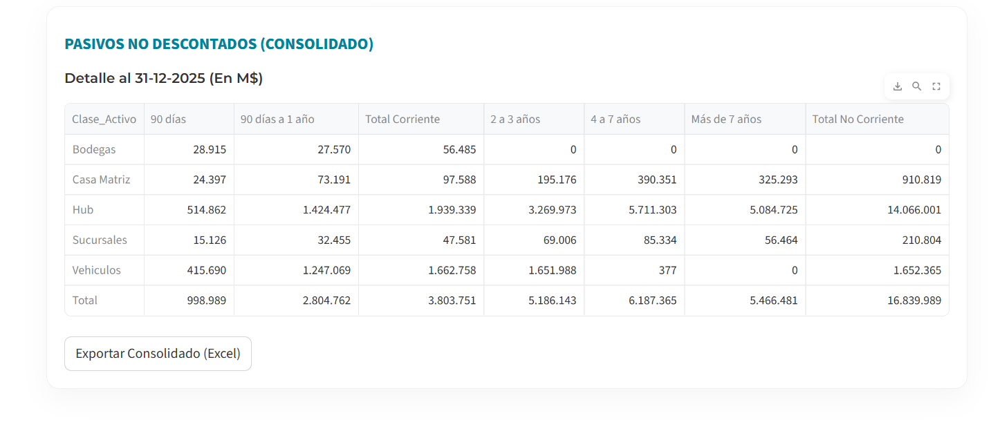 PASIVOS NO DESCONTADOS (CONSOLIDADO)
Detalle al 31-12-2025 (En M$)
Clase_Activo 90 días 90 días a 1 año Total Corriente 2 a 3 años 4 a 7 años Más de 7 años Total No Corriente
Bodegas 28.915 27.570 56.485 0 0 0 0
Casa Matriz 24.397 73.191 97.588 195.176 390.351 325.293 910.819
Hub 514.862 1.424.477 1.939.339 3.269.973 5.711.303 5.084.725 14.066.001
Sucursales 15.126 32.455 47.581 69.006 85.334 56.464 210.804
Vehiculos 415.690 1.247.069 1.662.758 1.651.988 377 0 1.652.365
Total 998.989 2.804.762 3.803.751 5.186.143 6.187.365 5.466.481 16.839.989
Exportar Consolidado (Excel)